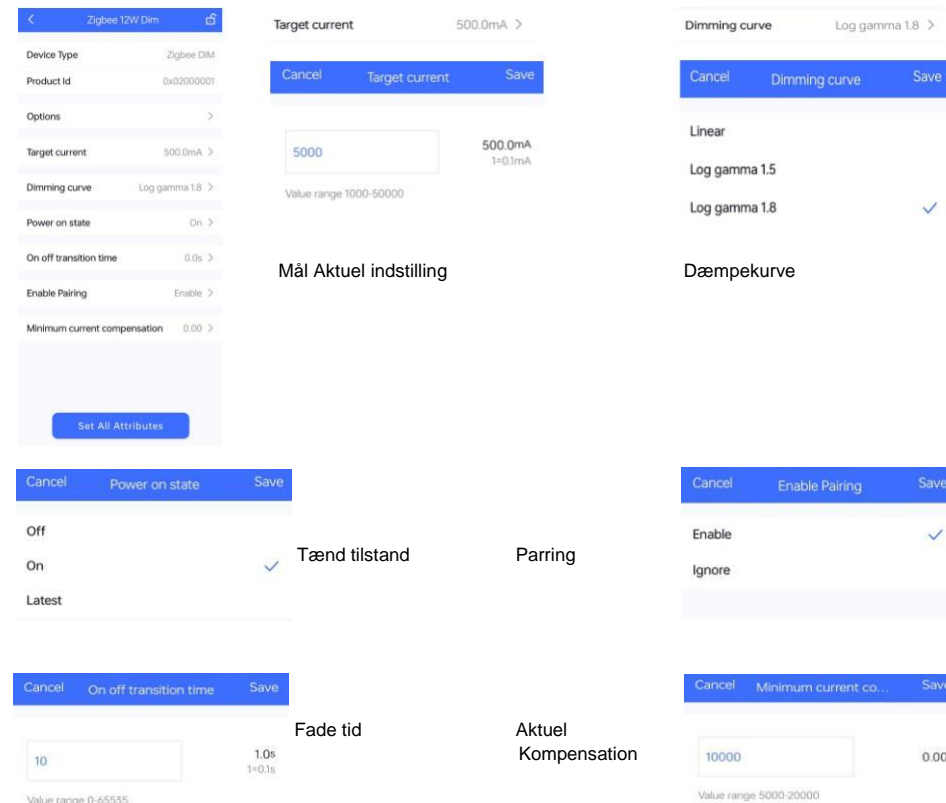 Zigbee 12W Dim
Device Type Zigbee DIM
Product Id 0x02000001
Options
Target current 500.0mA
Dimming curve Log gamma 1.8
Power on state On
On off transition time 0.0s
Enable Pairing Enable
Minimum current compensation 0.00
Set All Attributes
Target current 500.0mA
Cancel Target current Save
5000 500.0mA
1=0.1mA
Value range 1000-50000
Mål Aktuel indstilling
Dimming curve Log gamma 1.8
Cancel Dimming curve Save
Linear
Log gamma 1.5
Log gamma 1.8
Dæmpekurve
Cancel Power on state Save
Off
On
Latest
Tænd tilstand
Parring
Cancel Enable Pairing Save
Enable
Ignore
Cancel On off transition time Save
10 1.0s
1=0.1s
Value range 0-65535
Fade tid
Aktuel
Kompensation
Cancel Minimum current co... Save
10000 0.00
Value range 5000-20000